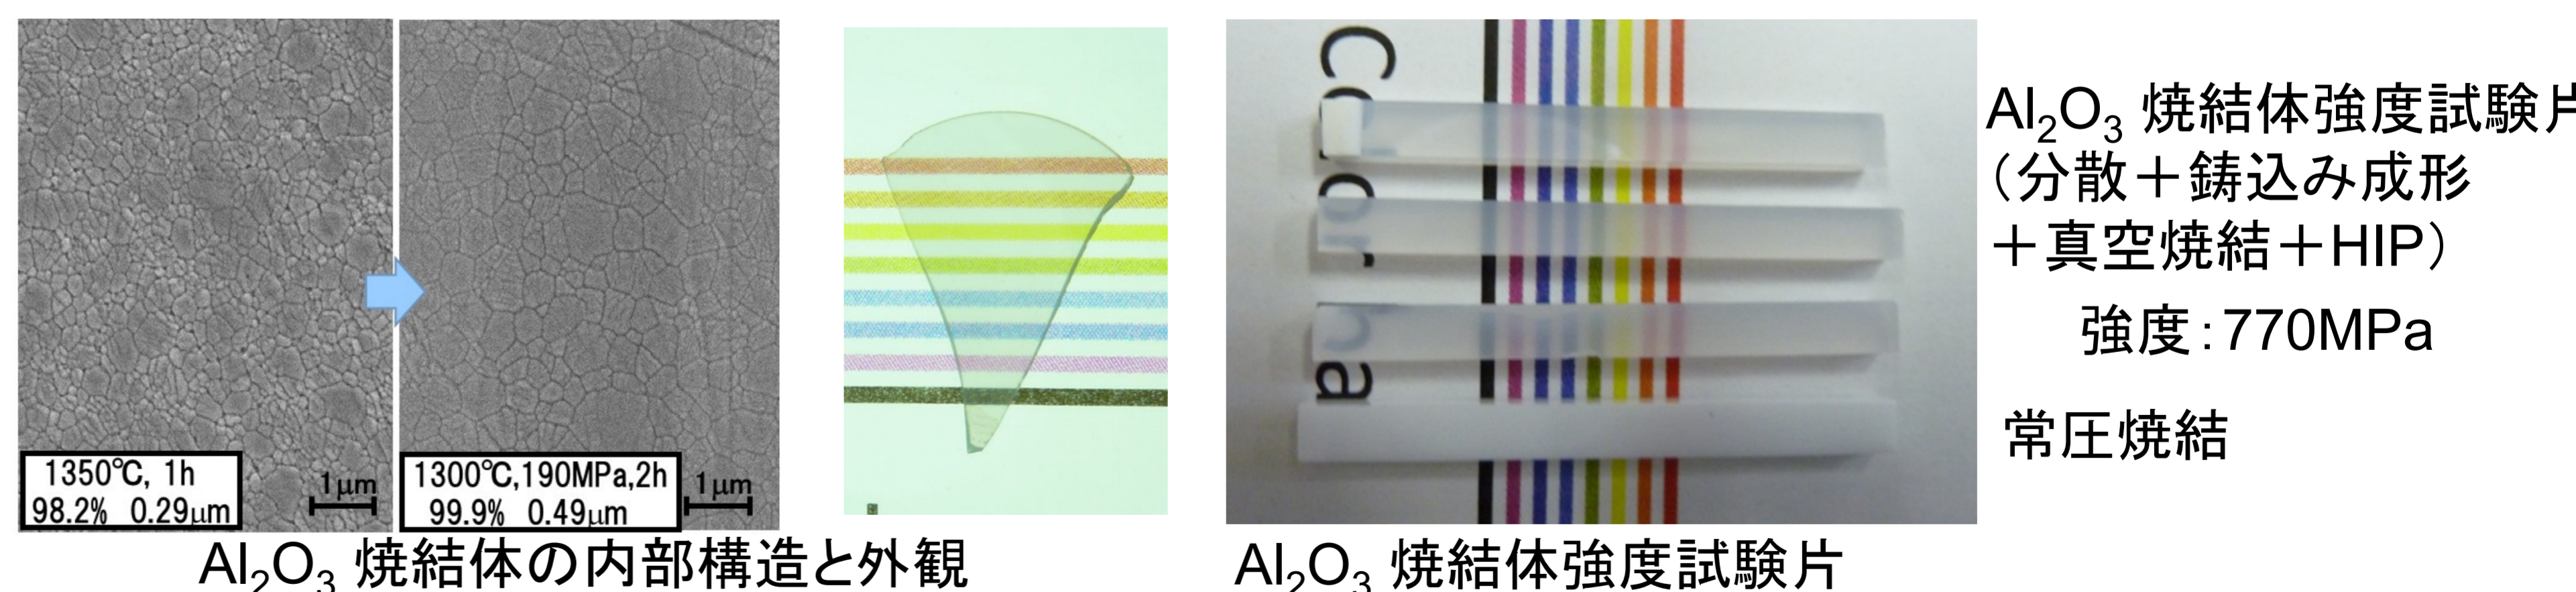 1350℃, 1h
98.2% 0.29μm
1μm
1300℃,190MPa,2h
99.9% 0.49μm
1μm
Al₂O₃ 焼結体の内部構造と外観
Color
ha
Al₂O₃ 焼結体強度試験片
Al₂O₃ 焼結体強度試験片
(分散+鋳込み成形
+真空焼結+HIP)
強度:770MPa
常圧焼結